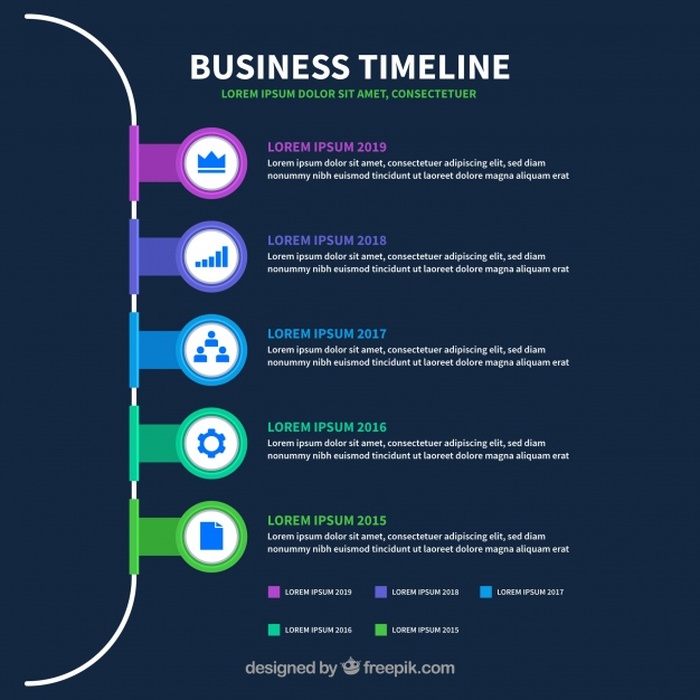 BUSINESS TIMELINE
LOREM IPSUM DOLOR SIT AMET, CONSECTETUER
LOREM IPSUM 2019
Lorem ipsum dolor sit amet, consectetuer adipiscing elit, sed diam
nonummy nibh euismod tincidunt ut laoreet dolore magna aliquam erat
LOREM IPSUM 2018
Lorem ipsum dolor sit amet, consectetuer adipiscing elit, sed diam
nonummy nibh euismod tincidunt ut laoreet dolore magna aliquam erat
LOREM IPSUM 2017
Lorem ipsum dolor sit amet, consectetuer adipiscing elit, sed diam
nonummy nibh euismod tincidunt ut laoreet dolore magna aliquam erat
LOREM IPSUM 2016
Lorem ipsum dolor sit amet, consectetuer adipiscing elit, sed diam
nonummy nibh euismod tincidunt ut laoreet dolore magna aliquam erat
LOREM IPSUM 2015
Lorem ipsum dolor sit amet, consectetuer adipiscing elit, sed diam
nonummy nibh euismod tincidunt ut laoreet dolore magna aliquam erat
LOREM IPSUM 2019 LOREM IPSUM 2018 LOREM IPSUM 2017
LOREM IPSUM 2016 LOREM IPSUM 2015
designed by freepik.com